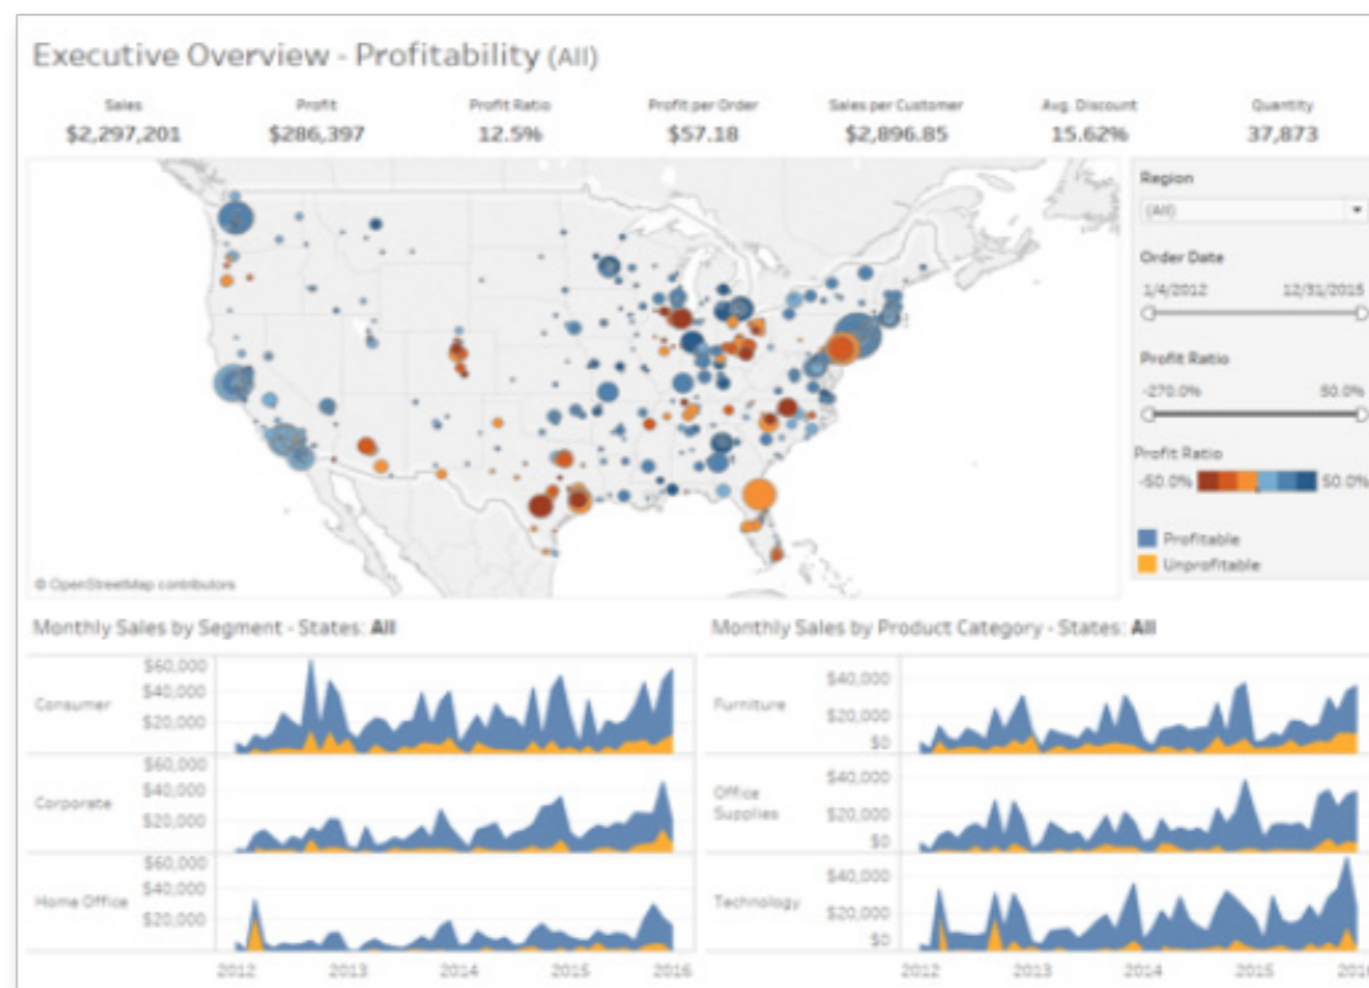 Executive Overview - Profitability (All)
Sales Profit Profit Ratio Profit per Order Sales per Customer Avg. Discount Quantity
$2,297,201 $286,397 12.5% $57.18 $2,896.85 15.62% 37,873
Region
(All)
Order Date
1/4/2012 12/31/2015
Profit Ratio
-270.0% 50.0%
Profit Ratio
-50.0% 50.0%
Profitable
Unprofitable
© OpenStreetMap contributors
Monthly Sales by Segment - States: All
$60,000
Consumer
$40,000
$20,000
$60,000
Corporate
$40,000
$20,000
$60,000
Home Office
$40,000
$20,000
2012 2013 2014 2015 2016
Monthly Sales by Product Category - States: All
Furniture
$40,000
$20,000
$0
Office
Supplies
$40,000
$20,000
$0
Technology
$40,000
$20,000
$0
2012 2013 2014 2015 2016